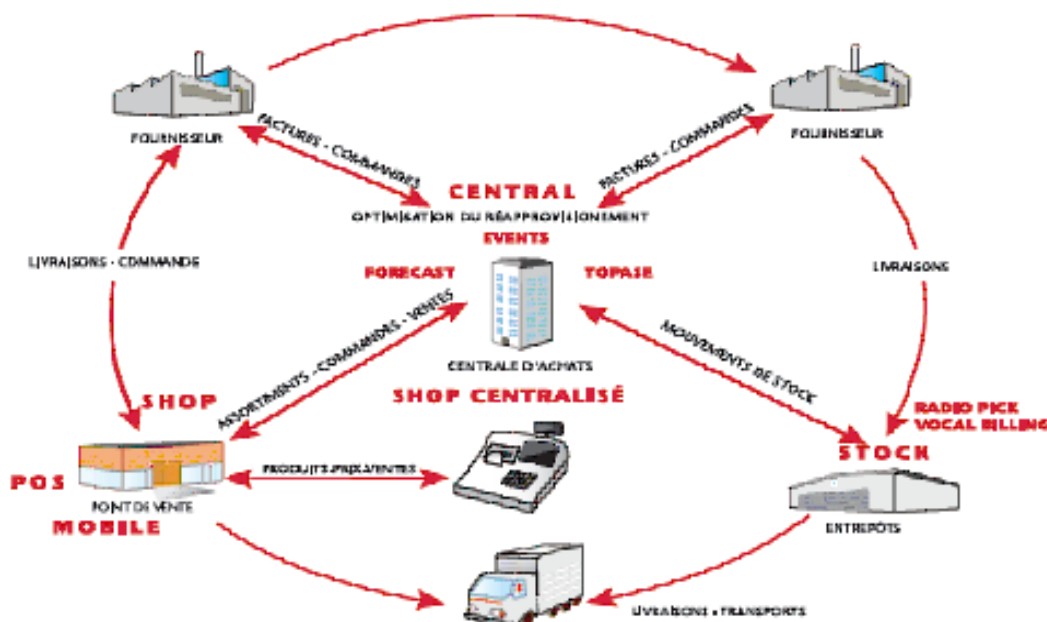 FOURNISSEUR
FOURNISSEUR
FACTURES - COMMANDES
FACTURES - COMMANDES
CENTRAL
OPTIMISATION DU RÉAPPROVISIONEMENT
EVENTS
LIVRAISONS - COMMANDE
FORECAST
TOPASE
LIVRAISONS
ASSORTIMENTS - COMMANDES - VENTES
MOUVEMENTS DE STOCK
CENTRALE D'ACHATS
SHOP
SHOP CENTRALISÉ
RADIO PICK
VOCAL BILLING
STOCK
POS
PRODUITS-PRIX-VENTES
POINT DE VENTE
MOBILE
ENTREPÔTS
LIVRAISONS - TRANSPORTS